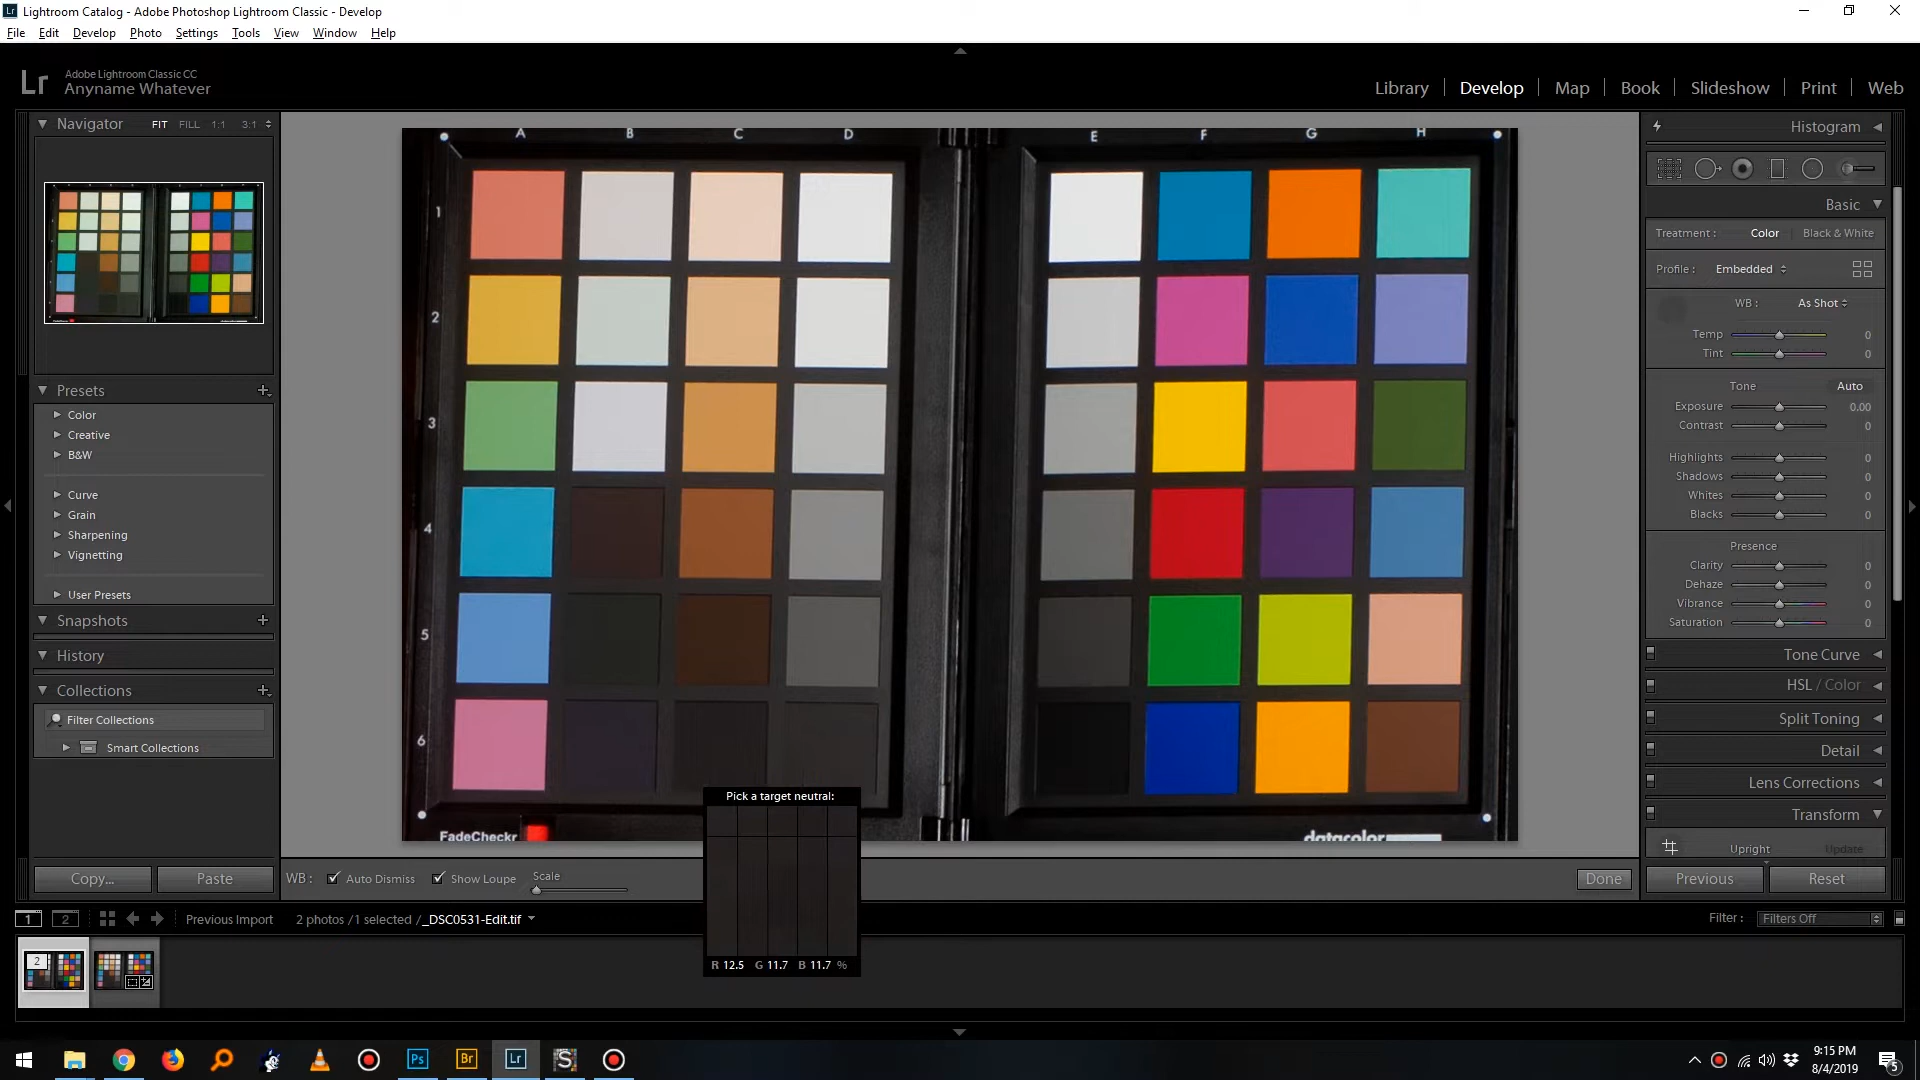 Lr Lightroom Catalog - Adobe Photoshop Lightroom Classic - Develop
File Edit Develop Photo Settings Tools View Window Help
Lr Adobe Lightroom Classic CC
Anyname Whatever
Library Develop Map Book Slideshow Print Web
Navigator FIT FILL 1:1 3:1
Presets
Color
Creative
B&W
Curve
Grain
Sharpening
Vignetting
User Presets
Snapshots
History
Collections
Filter Collections
Smart Collections
Copy... Paste
A B C D E F G H
1
2
3
4
5
6
FadeCheckr
datacolor
Pick a target neutral:
R 12.5 G 11.7 B 11.7 %
Histogram
Basic
Treatment : Color Black & White
Profile : Embedded
WB : As Shot
Temp 0
Tint 0
Tone Auto
Exposure 0.00
Contrast 0
Highlights 0
Shadows 0
Whites 0
Blacks 0
Presence
Clarity 0
Dehaze 0
Vibrance 0
Saturation 0
Tone Curve
HSL / Color
Split Toning
Detail
Lens Corrections
Transform
Upright Update
Previous Reset
WB : Auto Dismiss Show Loupe Scale Done
1 2 Previous Import 2 photos / 1 selected / _DSC0531-Edit.tif Filter : Filters Off
2
Ps Br Lr S
9:15 PM
8/4/2019
5